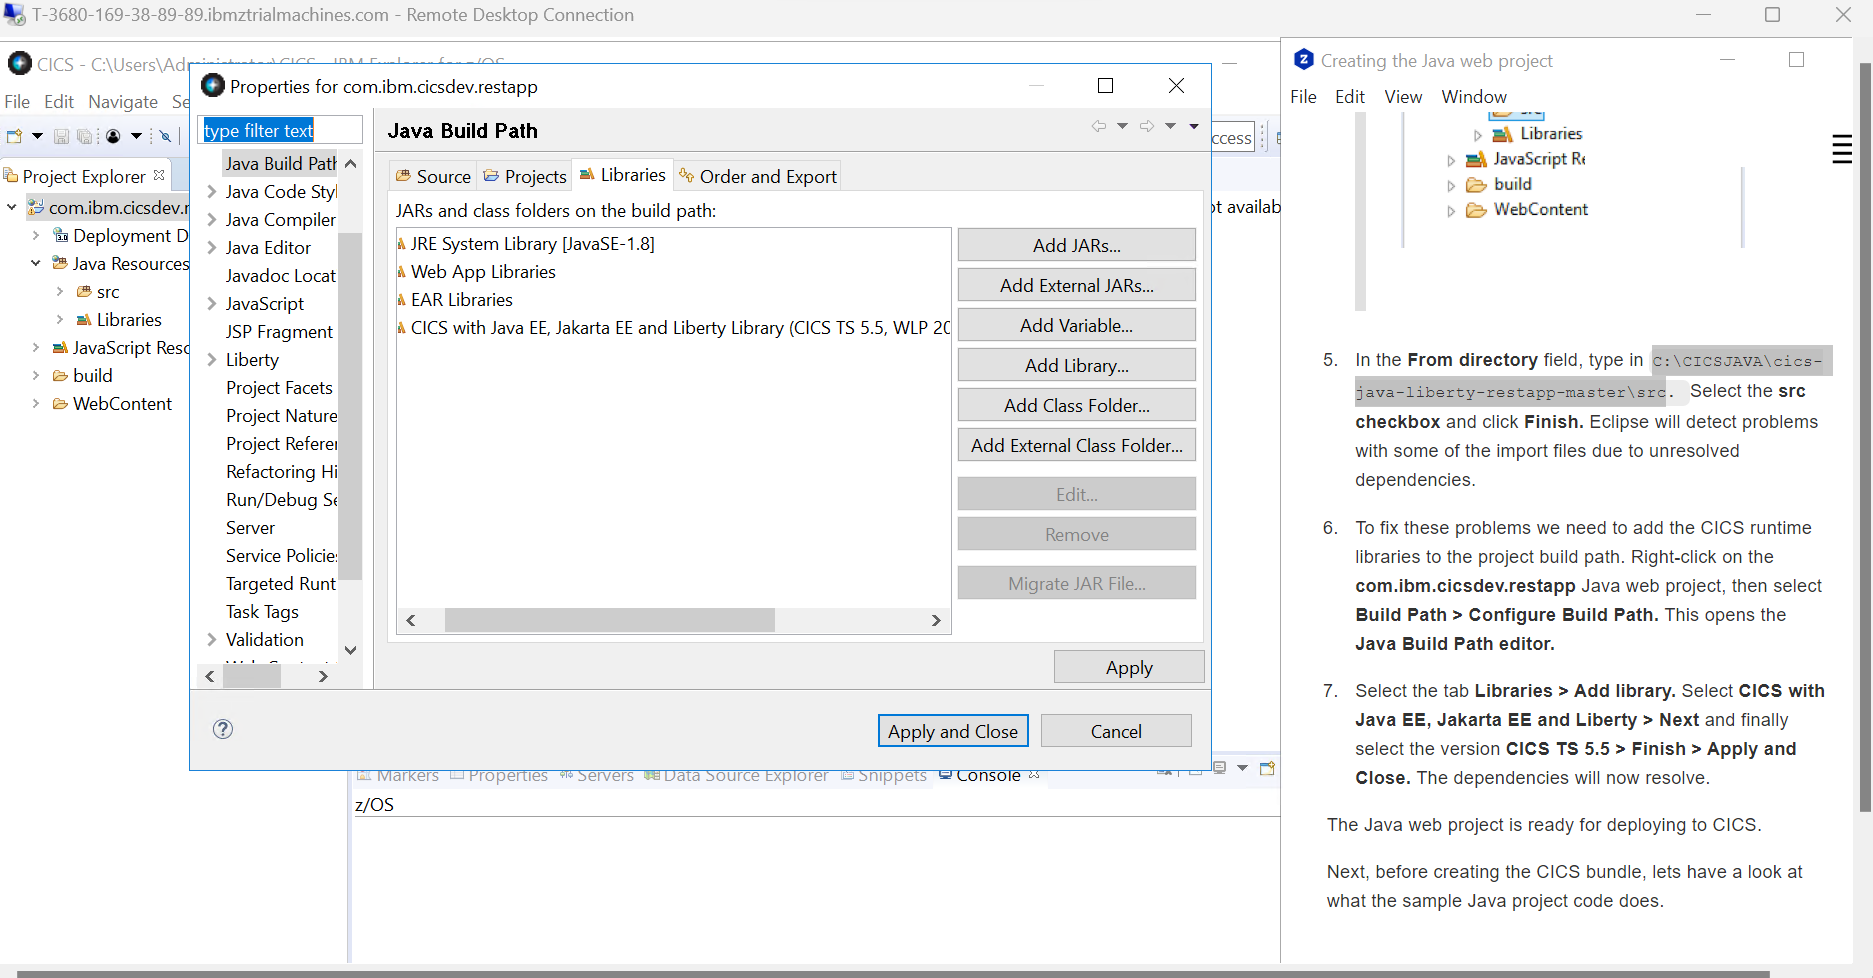 T-3680-169-38-89-89.ibmztrialmachines.com - Remote Desktop Connection
CICS - C:\Users\Administrator\CICS - IBM Explorer for z/OS
File Edit Navigate Se
Project Explorer
com.ibm.cicsdev.r
Deployment D
Java Resources
src
Libraries
JavaScript Resc
build
WebContent
Properties for com.ibm.cicsdev.restapp
type filter text
Java Build Path
Java Code Styl
Java Compiler
Java Editor
Javadoc Locat
JavaScript
JSP Fragment
Liberty
Project Facets
Project Nature
Project Referen
Refactoring Hi
Run/Debug Se
Server
Service Policies
Targeted Runt
Task Tags
Validation
Java Build Path
Source Projects Libraries Order and Export
JARs and class folders on the build path:
JRE System Library [JavaSE-1.8]
Web App Libraries
EAR Libraries
CICS with Java EE, Jakarta EE and Liberty Library (CICS TS 5.5, WLP 20
Add JARs...
Add External JARs...
Add Variable...
Add Library...
Add Class Folder...
Add External Class Folder...
Edit...
Remove
Migrate JAR File...
Apply
Apply and Close Cancel
ccess
ot availab
Markers Properties Servers Data Source Explorer Snippets Console
z/OS
Creating the Java web project
File Edit View Window
src
Libraries
JavaScript Re
build
WebContent
5. In the From directory field, type in C:\CICSJAVA\cics-
java-liberty-restapp-master\src. Select the src
checkbox and click Finish. Eclipse will detect problems
with some of the import files due to unresolved
dependencies.
6. To fix these problems we need to add the CICS runtime
libraries to the project build path. Right-click on the
com.ibm.cicsdev.restapp Java web project, then select
Build Path > Configure Build Path. This opens the
Java Build Path editor.
7. Select the tab Libraries > Add library. Select CICS with
Java EE, Jakarta EE and Liberty > Next and finally
select the version CICS TS 5.5 > Finish > Apply and
Close. The dependencies will now resolve.
The Java web project is ready for deploying to CICS.
Next, before creating the CICS bundle, lets have a look at
what the sample Java project code does.